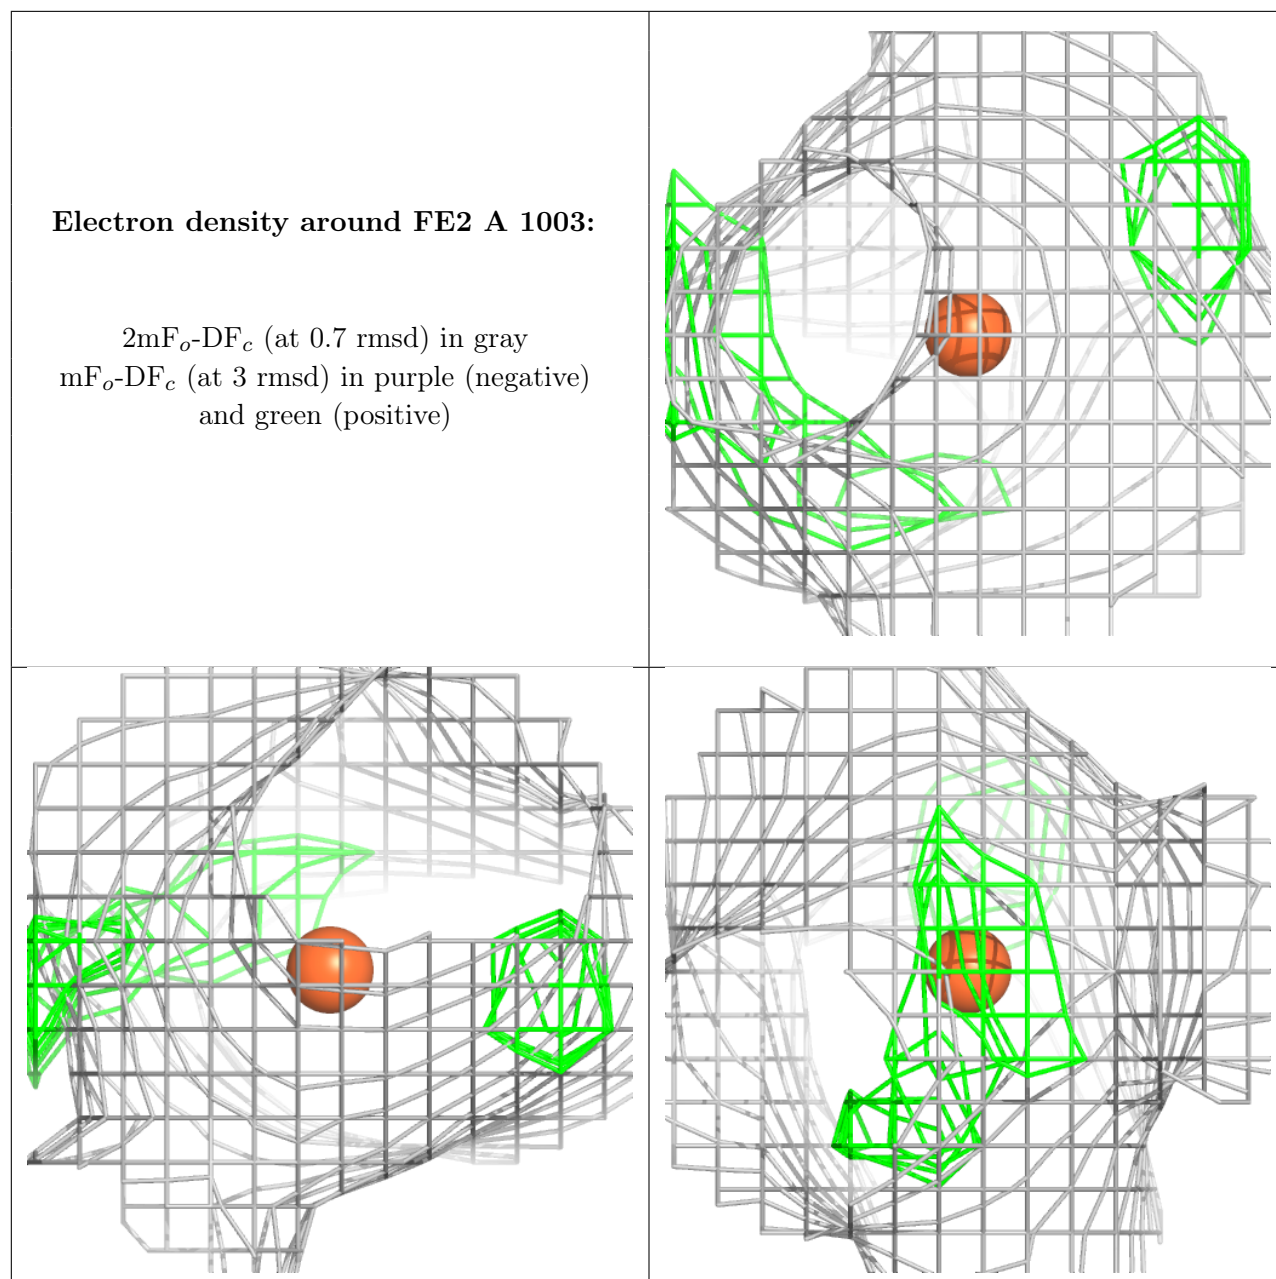 Electron density around FE2 A 1003:
2mFo-DFc (at 0.7 rmsd) in gray
mFo-DFc (at 3 rmsd) in purple (negative)
and green (positive)